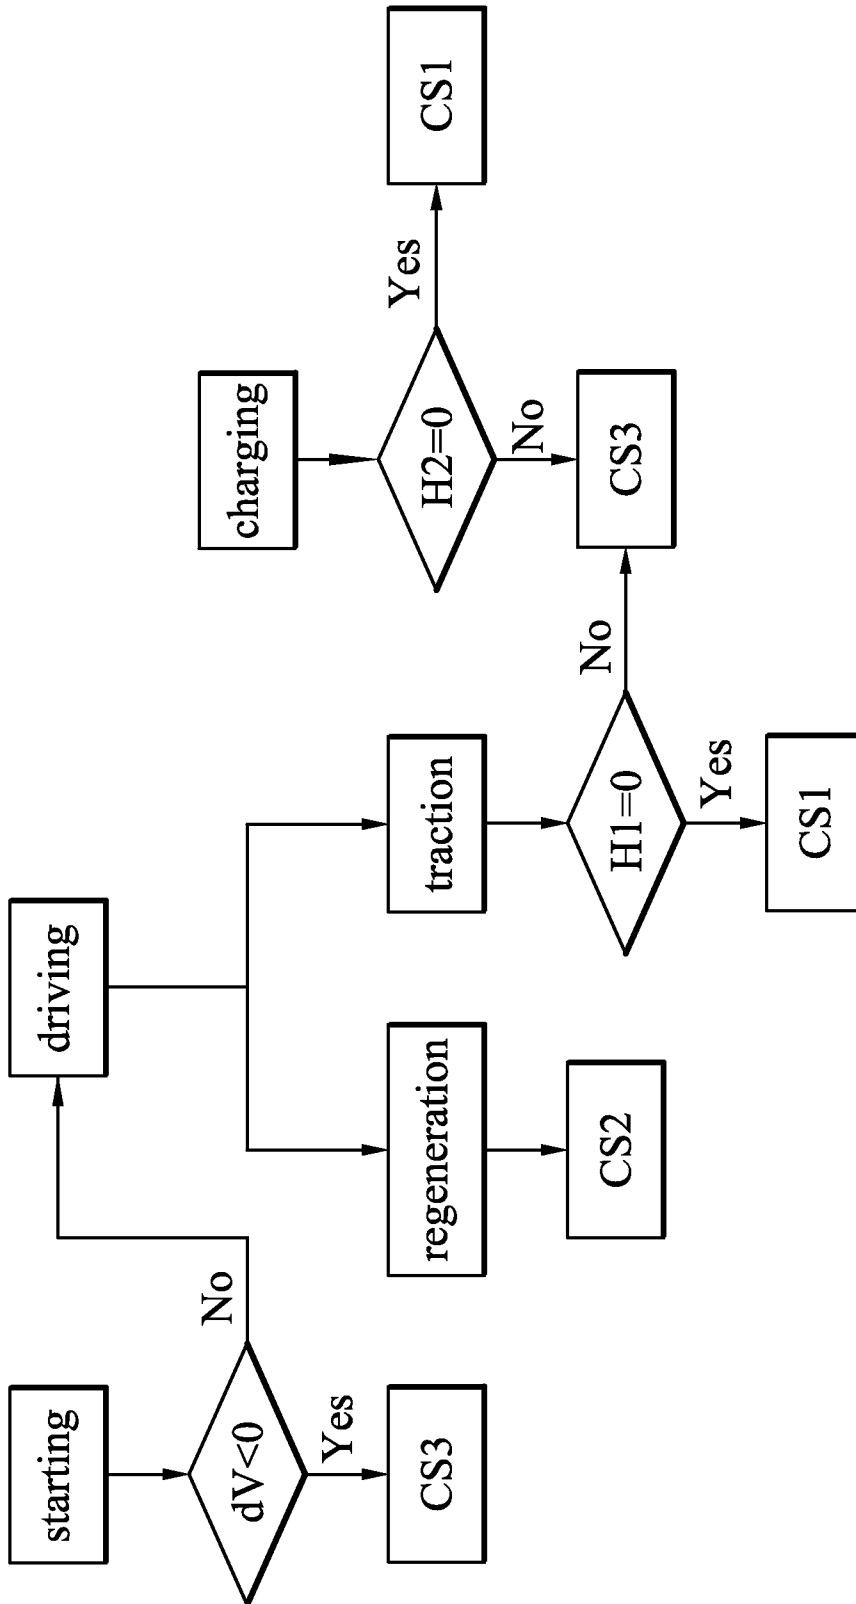 starting
driving
charging
dV<0
No
Yes
CS3
regeneration
traction
H2=0
Yes
CS1
No
CS2
H1=0
No
CS3
Yes
CS1